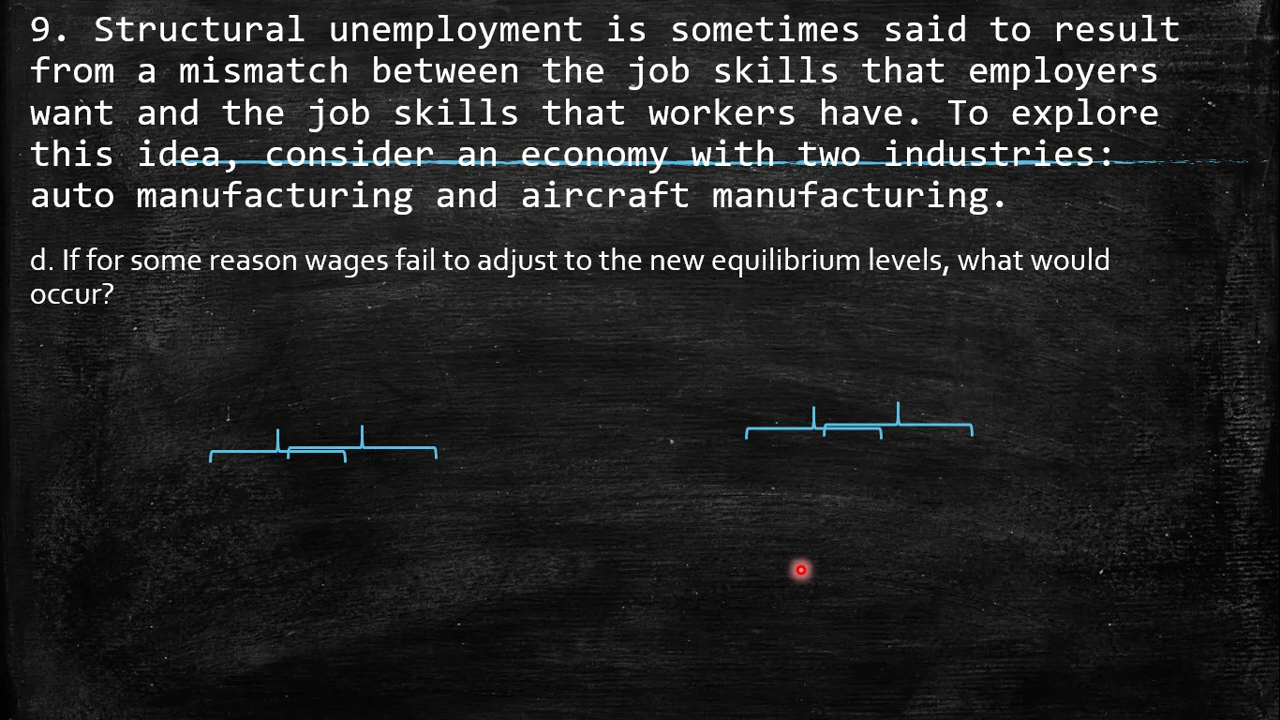 9. Structural unemployment is sometimes said to result
from a mismatch between the job skills that employers
want and the job skills that workers have. To explore
this idea, consider an economy with two industries:
auto manufacturing and aircraft manufacturing.
d. If for some reason wages fail to adjust to the new equilibrium levels, what would
occur?